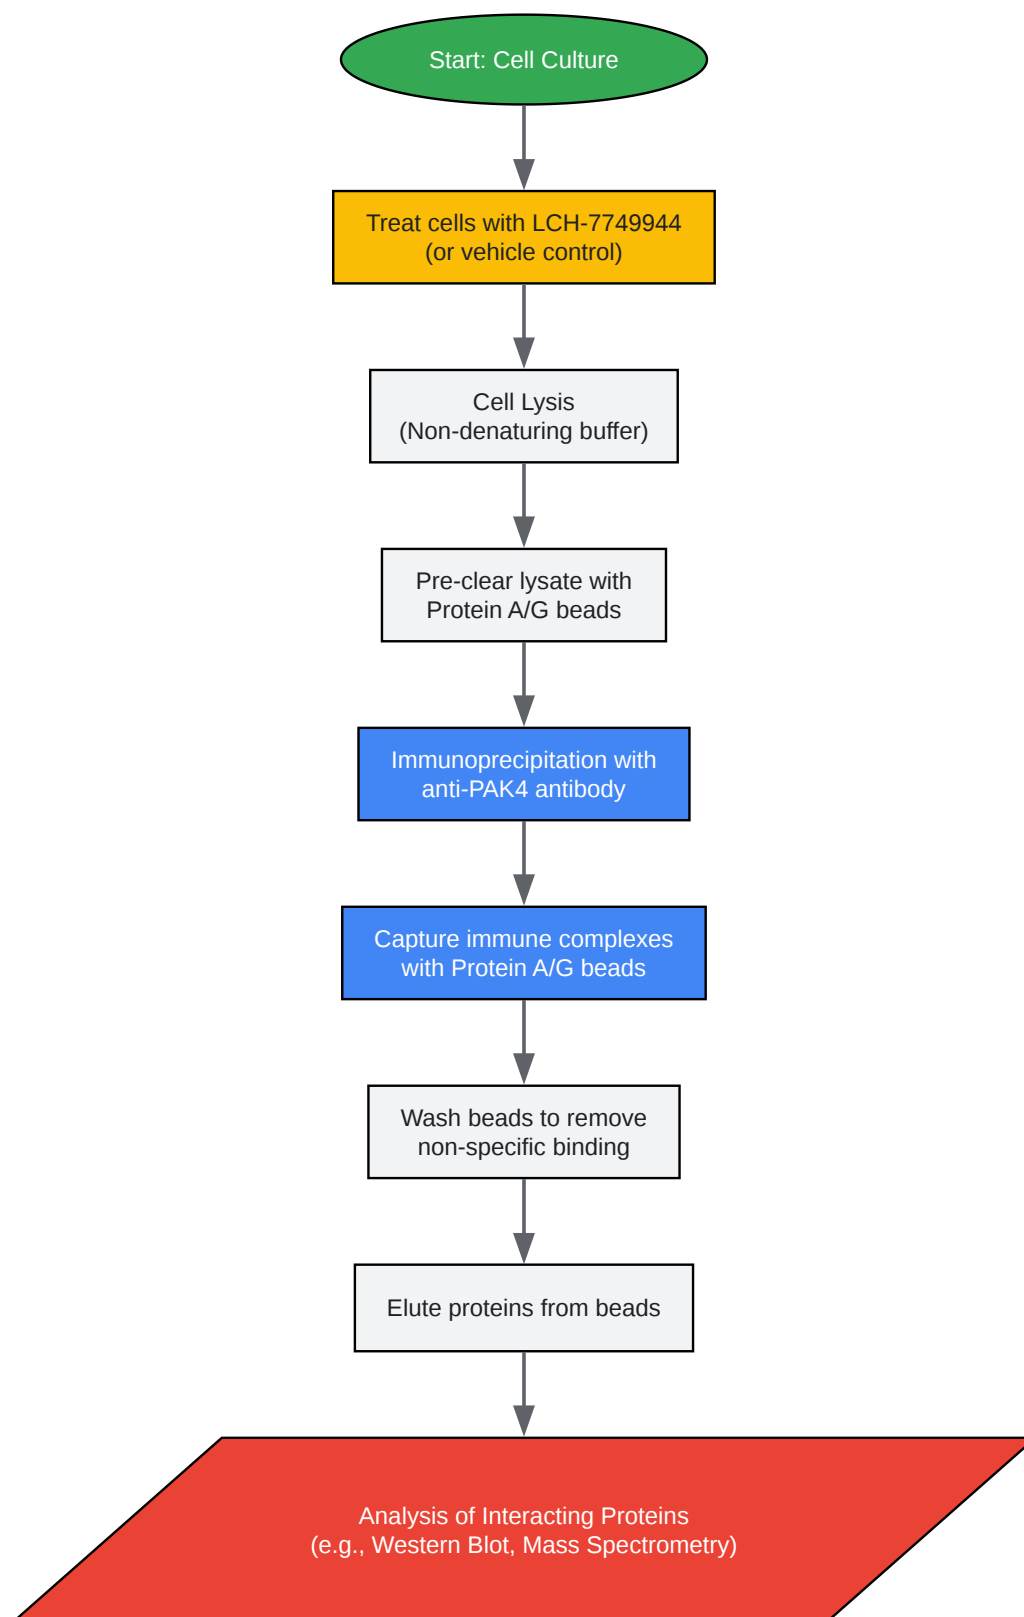 Start: Cell Culture
Treat cells with LCH-7749944
(or vehicle control)
Cell Lysis
(Non-denaturing buffer)
Pre-clear lysate with
Protein A/G beads
Immunoprecipitation with
anti-PAK4 antibody
Capture immune complexes
with Protein A/G beads
Wash beads to remove
non-specific binding
Elute proteins from beads
Analysis of Interacting Proteins
(e.g., Western Blot, Mass Spectrometry)